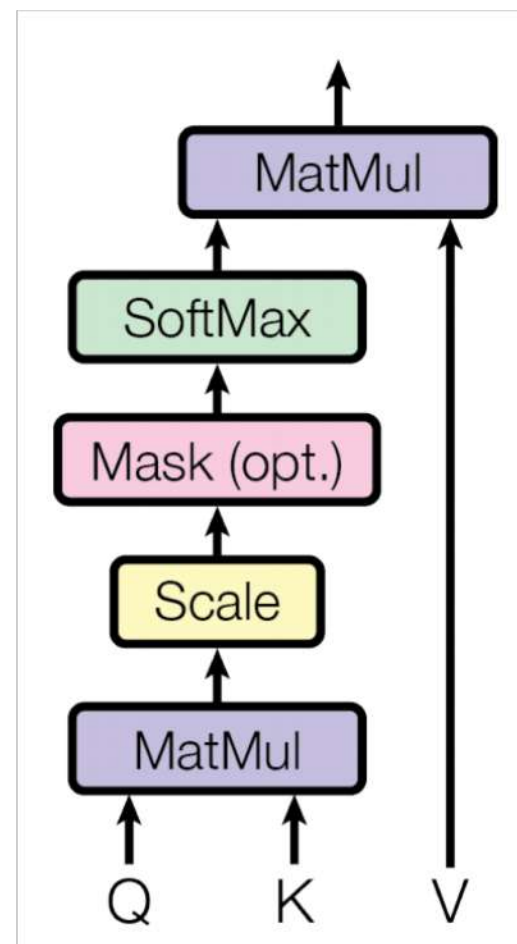 MatMul
SoftMax
Mask (opt.)
Scale
MatMul
Q K V